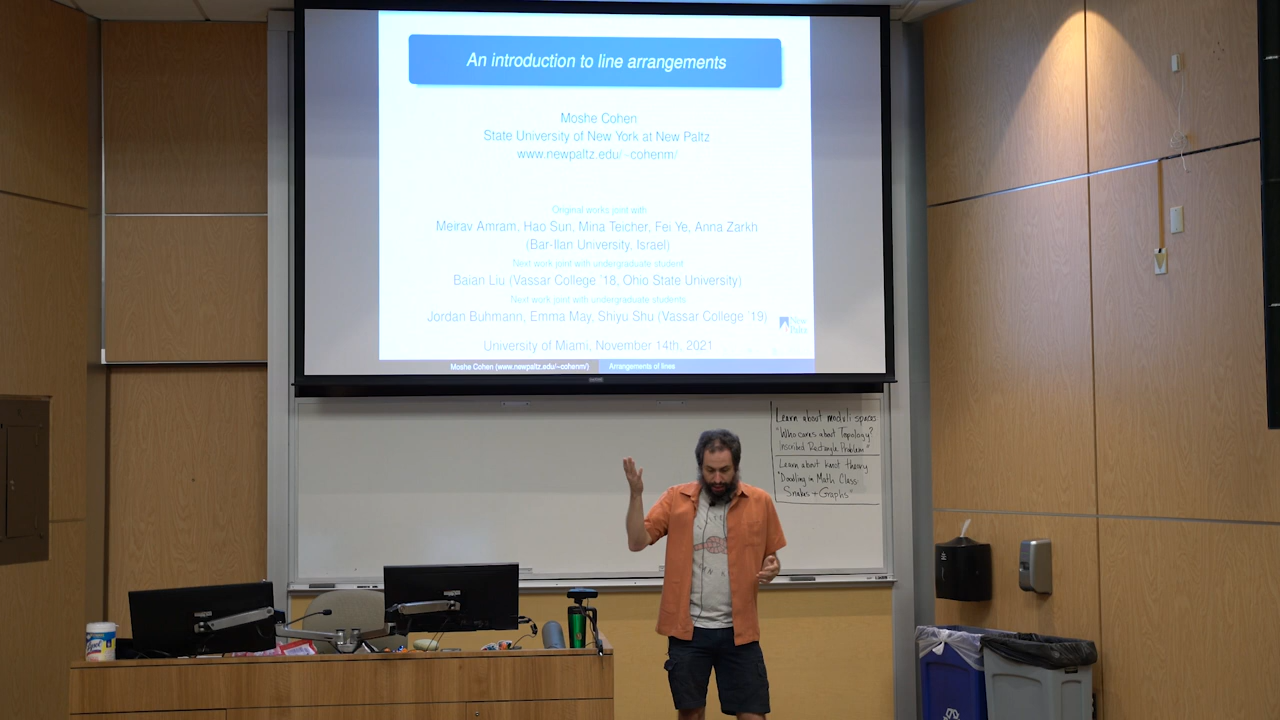 An introduction to line arrangements
Moshe Cohen
State University of New York at New Paltz
www.newpaltz.edu/~cohenm/
Original works joint with
Meirav Amram, Hao Sun, Mina Teicher, Fei Ye, Anna Zarkh
(Bar-Ilan University, Israel)
Next work joint with undergraduate student
Baian Liu (Vassar College `18, Ohio State University)
Next work joint with undergraduate students
Jordan Buhmann, Emma May, Shiyu Shu (Vassar College `19)
New
Paltz
University of Miami, November 14th, 2021
Moshe Cohen (www.newpaltz.edu/~cohenm/)
Arrangements of lines
Learn about moduli spaces
"Who cares about Topology?
Inscribed Rectangle Problem"
Learn about knot theory
"Doodling in Math Class:
Snakes + Graphs"